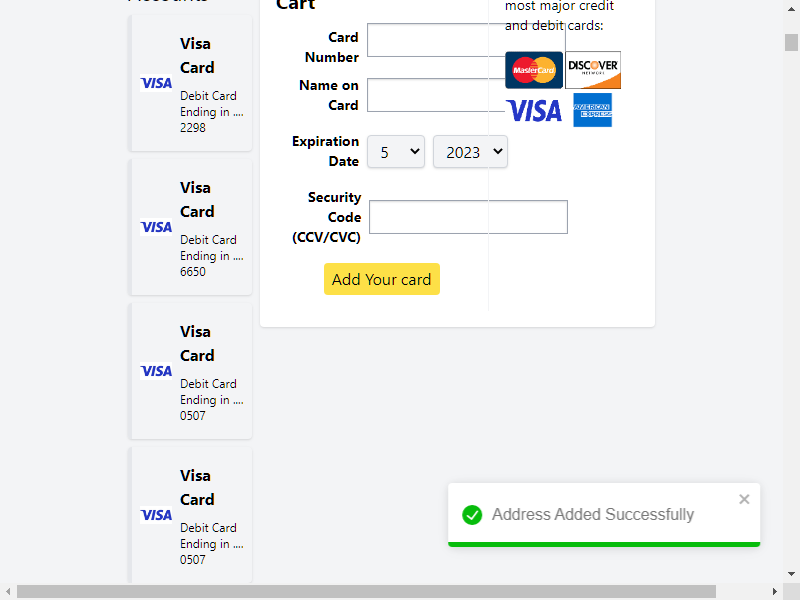 Cart
most major credit
and debit cards:
Visa
Card
Debit Card
Ending in ....
2298
VISA
Card
Number
Name on
Card
MasterCard
DISCOVER
NETWORK
VISA
AMERICAN
EXPRESS
Expiration
Date
5
2023
Visa
Card
Debit Card
Ending in ....
6650
VISA
Security
Code
(CCV/CVC)
Add Your card
Visa
Card
Debit Card
Ending in ....
0507
VISA
Visa
Card
Debit Card
Ending in ....
0507
VISA
Address Added Successfully